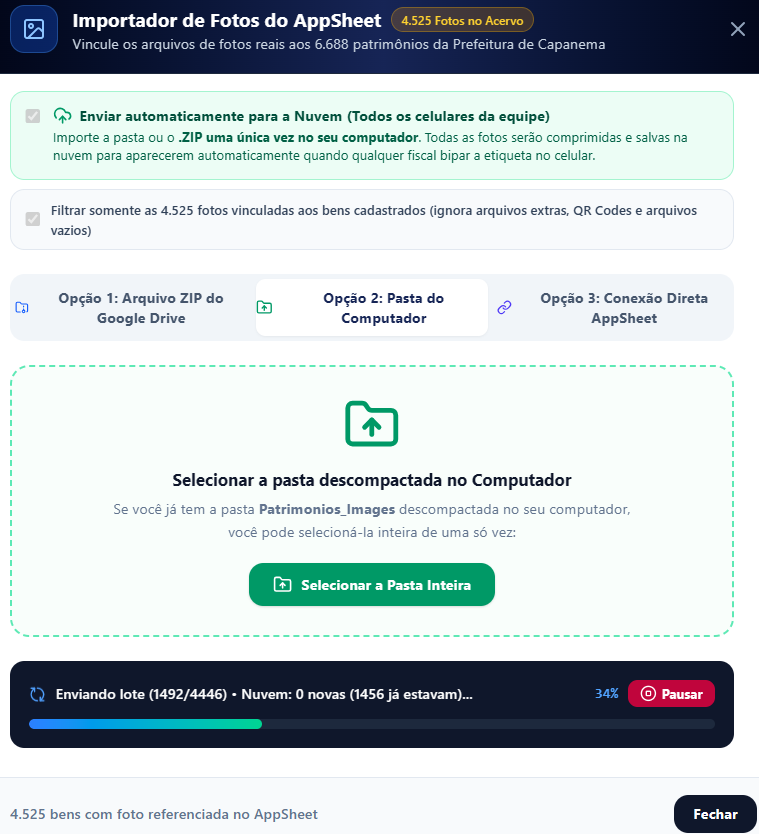 Importador de Fotos do AppSheet
4.525 Fotos no Acervo
Vincule os arquivos de fotos reais aos 6.688 patrimônios da Prefeitura de Capanema
Enviar automaticamente para a Nuvem (Todos os celulares da equipe)
Importe a pasta ou o .ZIP uma única vez no seu computador. Todas as fotos serão comprimidas e salvas na
nuvem para aparecerem automaticamente quando qualquer fiscal bipar a etiqueta no celular.
Filtrar somente as 4.525 fotos vinculadas aos bens cadastrados (ignora arquivos extras, QR Codes e arquivos
vazios)
Opção 1: Arquivo ZIP do
Google Drive
Opção 2: Pasta do
Computador
Opção 3: Conexão Direta
AppSheet
Selecionar a pasta descompactada no Computador
Se você já tem a pasta Patrimonios_Images descompactada no seu computador,
você pode selecioná-la inteira de uma só vez:
Selecionar a Pasta Inteira
Enviando lote (1492/4446) • Nuvem: 0 novas (1456 já estavam)...
34%
Pausar
4.525 bens com foto referenciada no AppSheet
Fechar